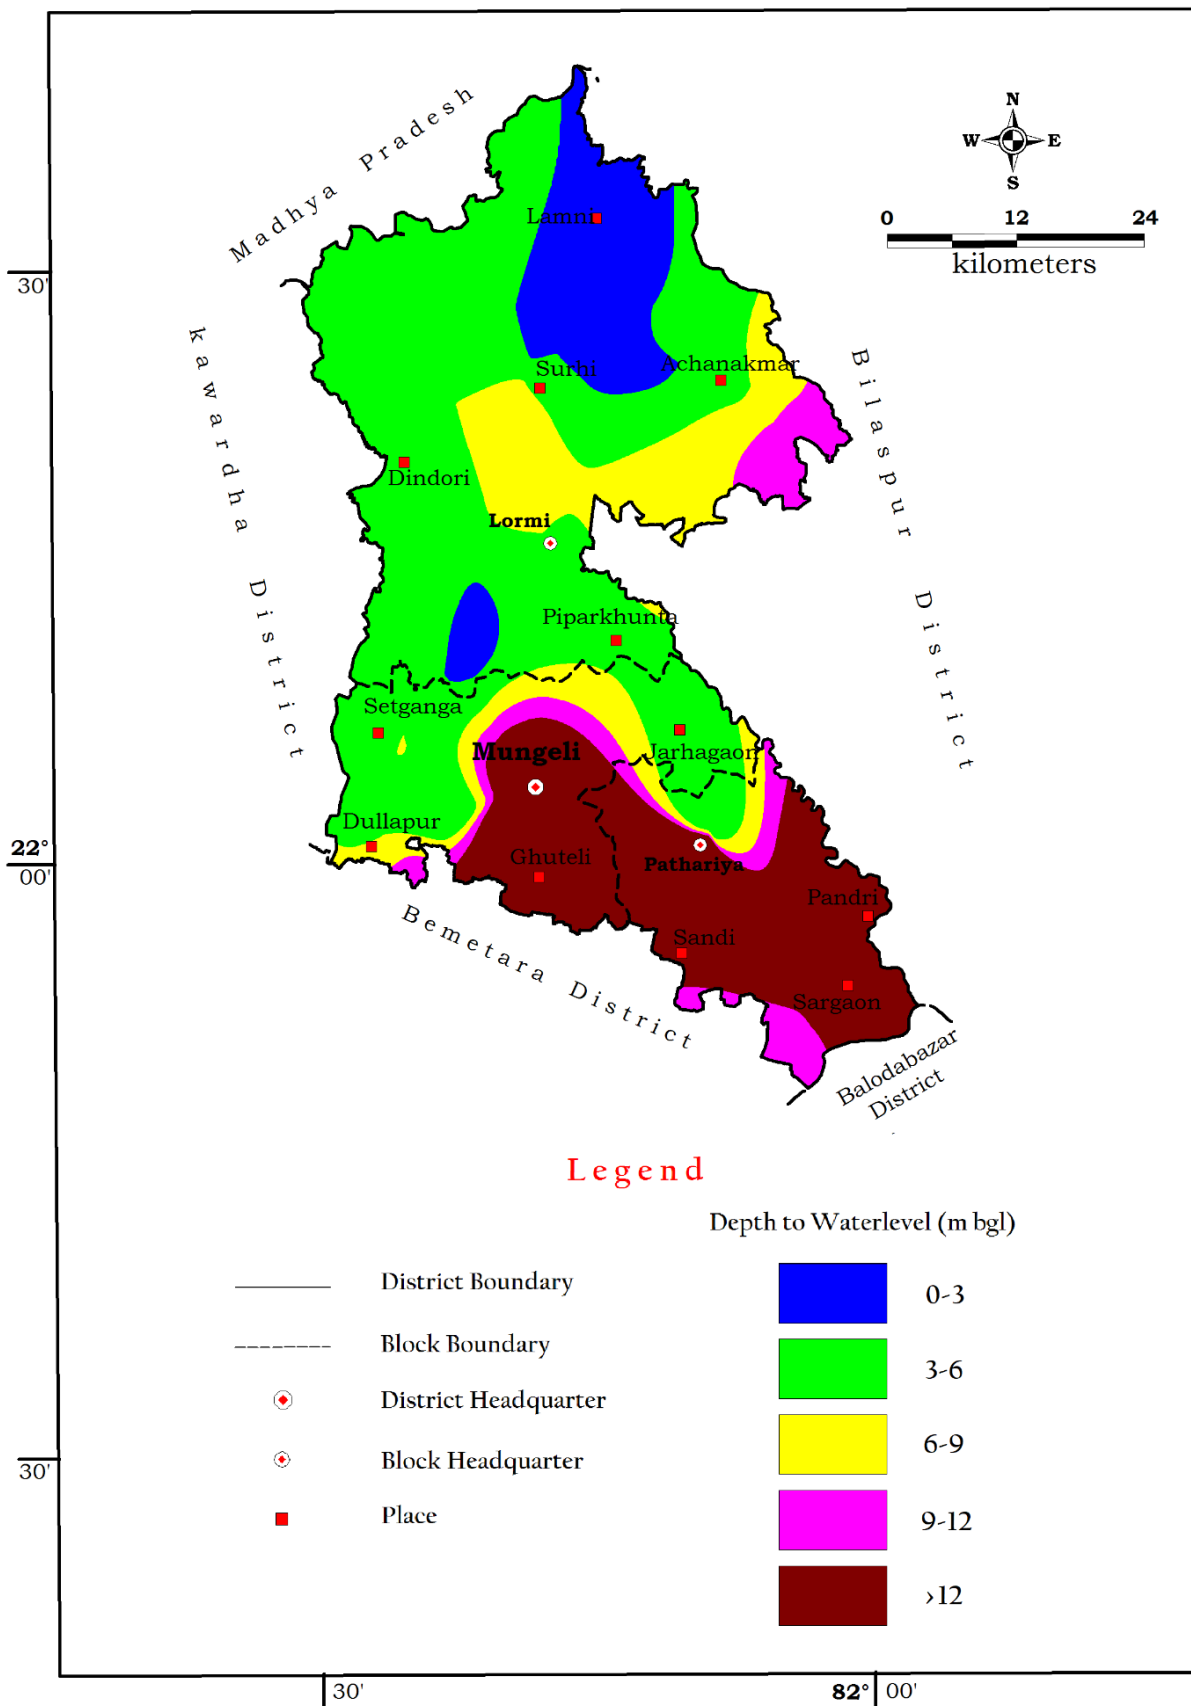 N
W E
S
Madhya Pradesh
0 12 24
kilometers
Lamni
30'
kawardha District
Bilaspur District
Surhi
Achanakmar
Dindori
Lormi
Piparkhunta
Setganga
Mungeli
Jarhagaon
Dullapur
22°
00'
Ghuteli
Pathariya
Pandri
Bemetara District
Sandi
Sargaon
Balodabazar
District
Legend
Depth to Waterlevel (m bgl)
District Boundary
0-3
Block Boundary
3-6
District Headquarter
6-9
Block Headquarter
30'
Place
9-12
>12
30'
82° 00'